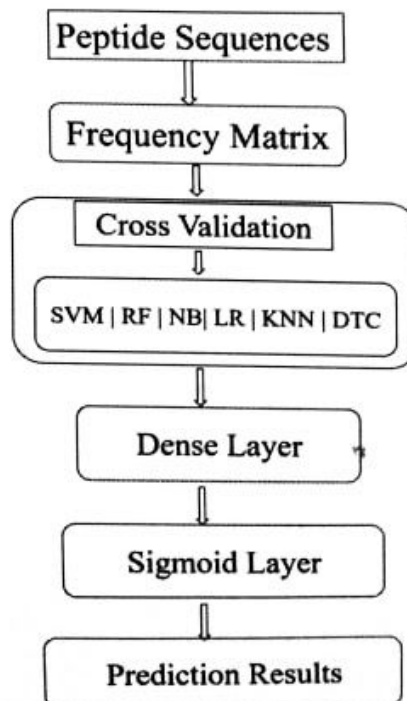 Peptide Sequences
Frequency Matrix
Cross Validation
SVM | RF | NB| LR | KNN | DTC
Dense Layer
Sigmoid Layer
Prediction Results